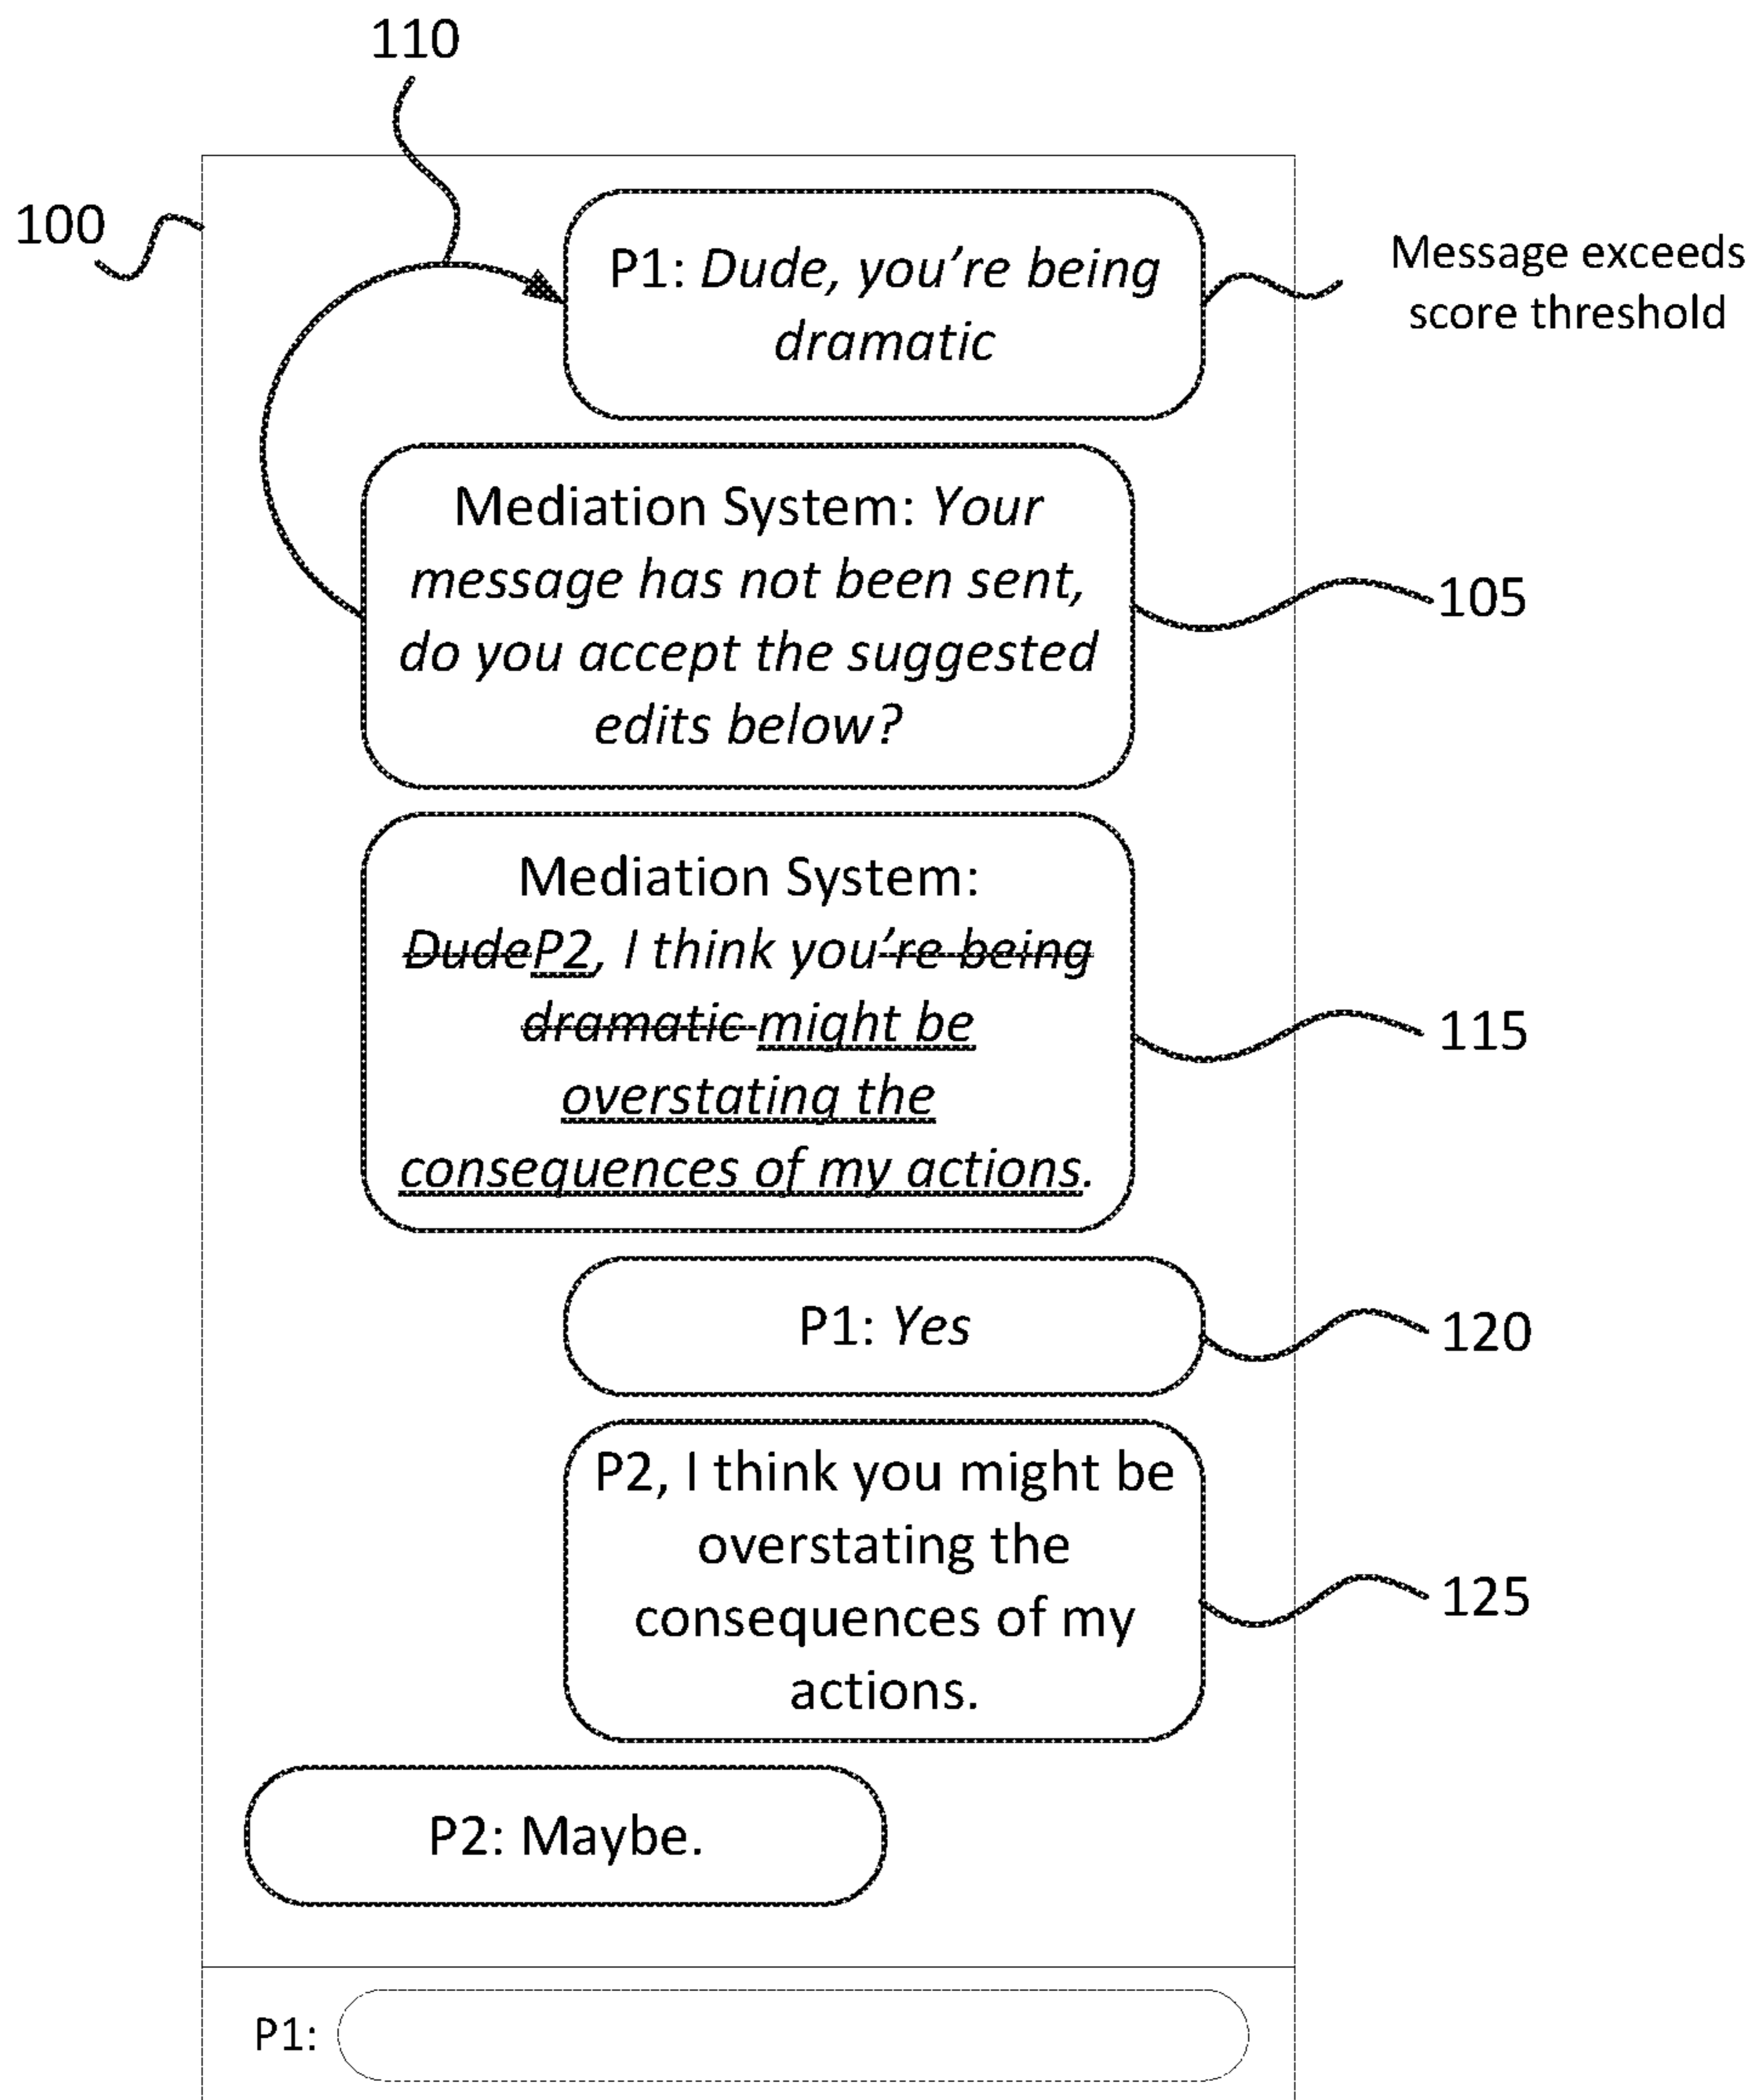 110
100
P1: Dude, you're being
dramatic
Message exceeds
score threshold
Mediation System: Your
message has not been sent,
do you accept the suggested
edits below?
105
Mediation System:
DudeP2, I think you're being
dramatic might be
overstating the
consequences of my actions.
115
P1: Yes
120
P2, I think you might be
overstating the
consequences of my
actions.
125
P2: Maybe.
P1: